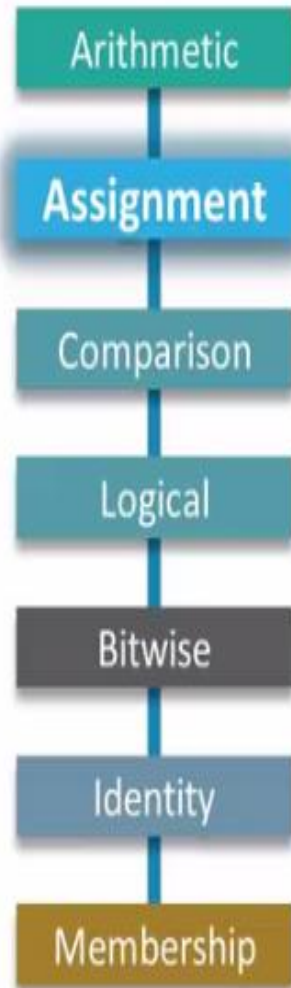 Arithmetic
Assignment
Comparison
Logical
Bitwise
Identity
Membership